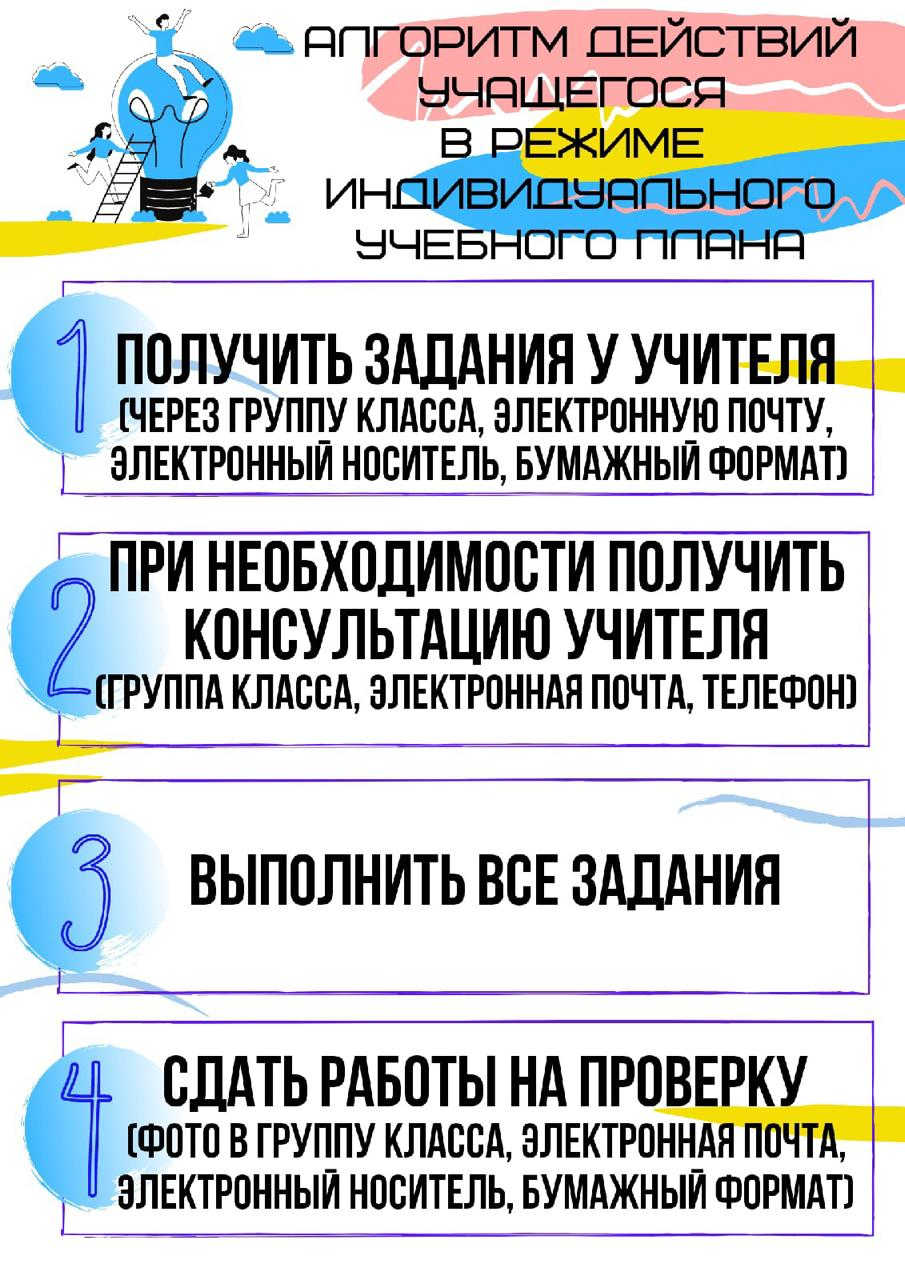 АЛГОРИТМ ДЕЙСТВИЙ
УЧАЩЕГОСЯ
В РЕЖИМЕ
ИНДИВИДУАЛЬНОГО
УЧЕБНОГО ПЛАНА
1
ПОЛУЧИТЬ ЗАДАНИЯ У УЧИТЕЛЯ
(ЧЕРЕЗ ГРУППУ КЛАССА, ЭЛЕКТРОННУЮ ПОЧТУ,
ЭЛЕКТРОННЫЙ НОСИТЕЛЬ, БУМАЖНЫЙ ФОРМАТ)
2
ПРИ НЕОБХОДИМОСТИ ПОЛУЧИТЬ
КОНСУЛЬТАЦИЮ УЧИТЕЛЯ
(ГРУППА КЛАССА, ЭЛЕКТРОННАЯ ПОЧТА, ТЕЛЕФОН)
3
ВЫПОЛНИТЬ ВСЕ ЗАДАНИЯ
4
СДАТЬ РАБОТЫ НА ПРОВЕРКУ
(ФОТО В ГРУППУ КЛАССА, ЭЛЕКТРОННАЯ ПОЧТА,
ЭЛЕКТРОННЫЙ НОСИТЕЛЬ, БУМАЖНЫЙ ФОРМАТ)